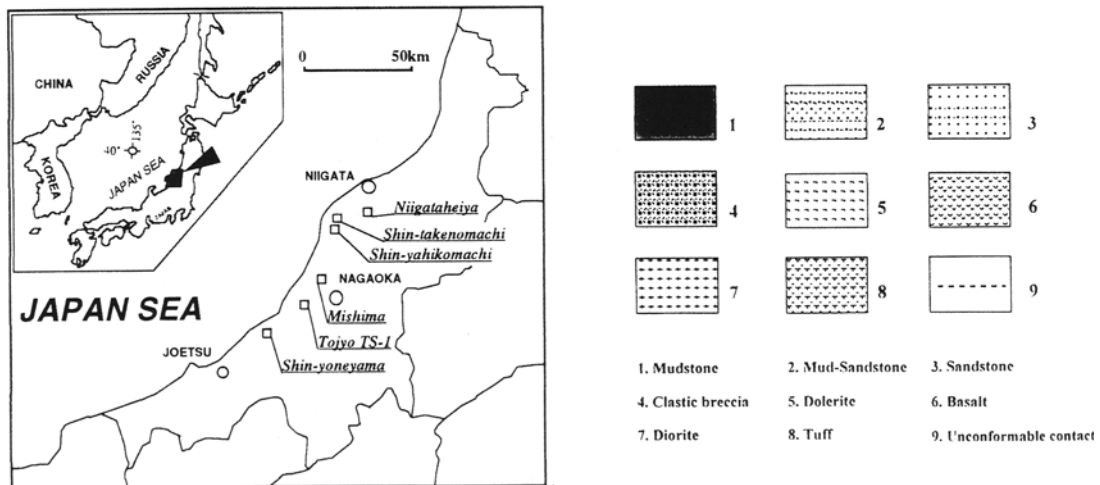 CHINA
RUSSIA
KOREA
40°
135°
JAPAN SEA
JAPAN
0 50km
NIIGATA
Niigataheiya
Shin-takenomachi
Shin-yahikomachi
NAGAOKA
Mishima
Tojyo TS-1
JOETSU
Shin-yoneyama
JAPAN SEA
1
2
3
4
5
6
7
8
9
1. Mudstone 2. Mud-Sandstone 3. Sandstone
4. Clastic breccia 5. Dolerite 6. Basalt
7. Diorite 8. Tuff 9. Unconformable contact